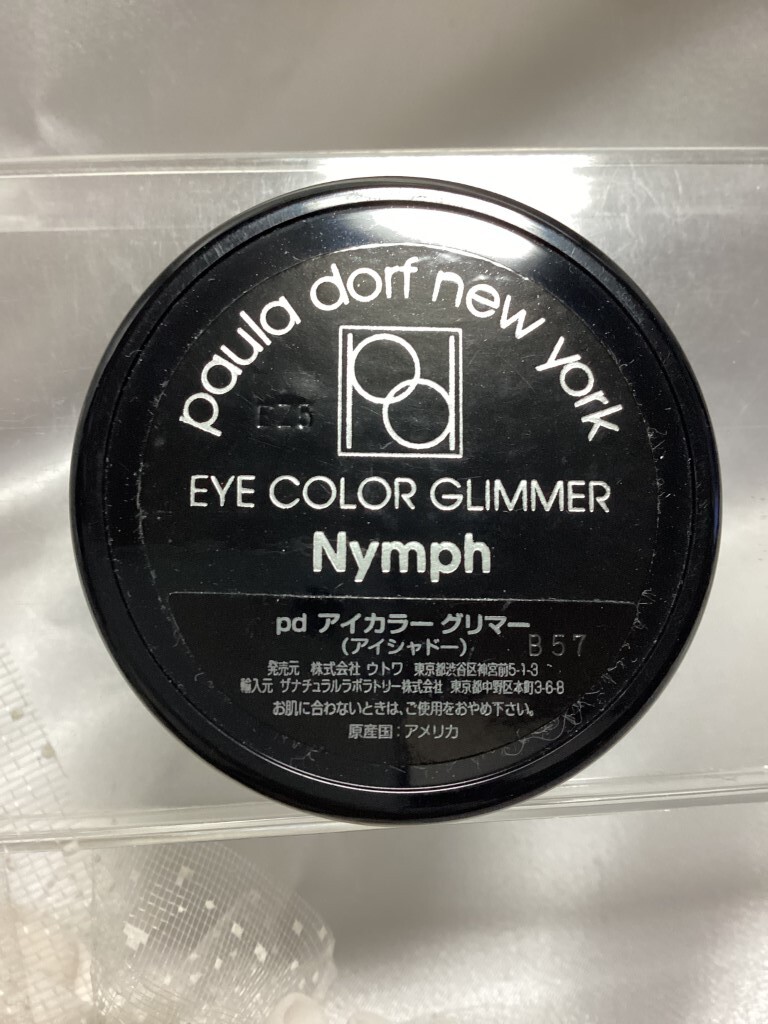 paula dorf new york
pd
EYE COLOR GLIMMER
Nymph
pd アイカラー グリマー
(アイシャドー)
B57
発売元 株式会社 ウトワ 東京都渋谷区神宮前5-1-3
輸入元 ザナチュラルラボラトリー株式会社 東京都中野区本町3-6-8
お肌に合わないときは、ご使用をおやめ下さい。
原産国:アメリカ